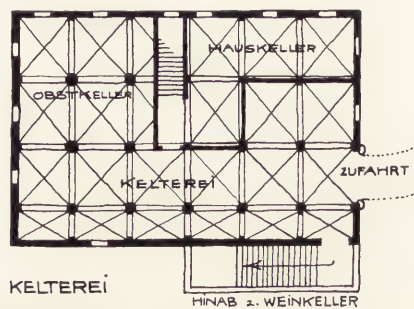 HAUSKELLER
OBSTKELLER
ZUFAHRT
KELTEREI
KELTEREI
HINAB Z. WEINKELLER